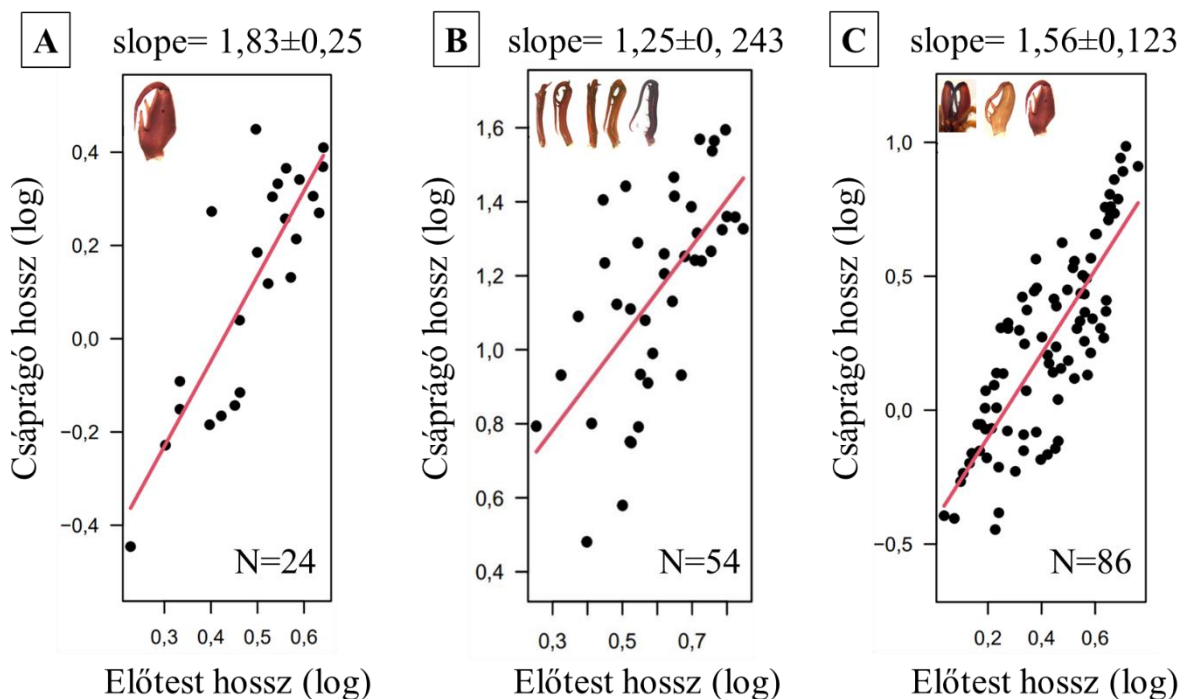 A
slope= 1,83±0,25
Csáprágó hossz (log)
0,4
0,2
0,0
−0,2
−0,4
N=24
0,3 0,4 0,5 0,6
Előtest hossz (log)
B
slope= 1,25±0, 243
Csáprágó hossz (log)
1,6
1,4
1,2
1,0
0,8
0,6
0,4
N=54
0,3 0,5 0,7
Előtest hossz (log)
C
slope= 1,56±0,123
Csáprágó hossz (log)
1,0
0,5
0,0
−0,5
N=86
0,2 0,4 0,6
Előtest hossz (log)